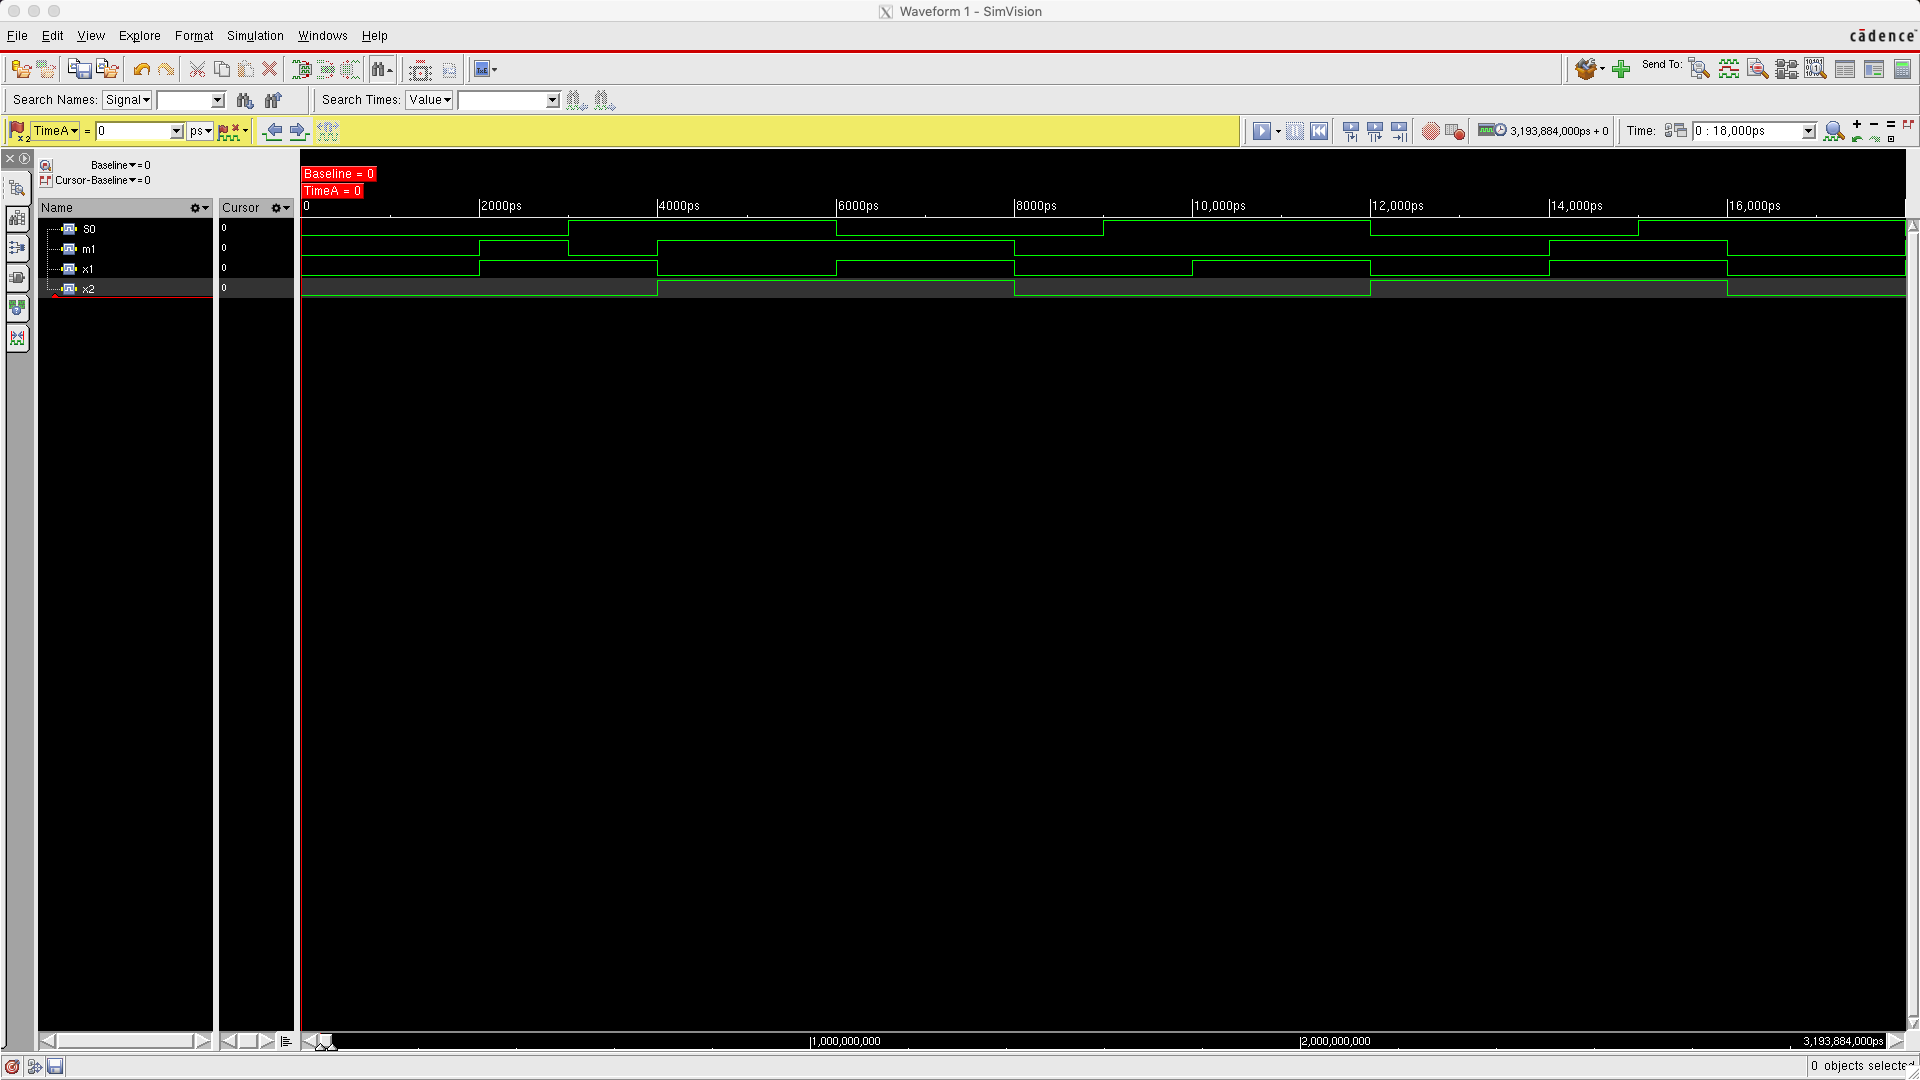 Waveform 1 - SimVision
File Edit View Explore Format Simulation Windows Help
cādence
Send To:
Search Names: Signal Search Times: Value
TimeA = 0 ps
3,193,884,000ps + 0 Time: 0 : 18,000ps
Baseline = 0
Cursor-Baseline = 0
Baseline = 0
TimeA = 0
Name Cursor
0 2000ps 4000ps 6000ps 8000ps 10,000ps 12,000ps 14,000ps 16,000ps
S0 0
m1 0
x1 0
x2 0
1,000,000,000 2,000,000,000 3,193,884,000ps
0 objects selected